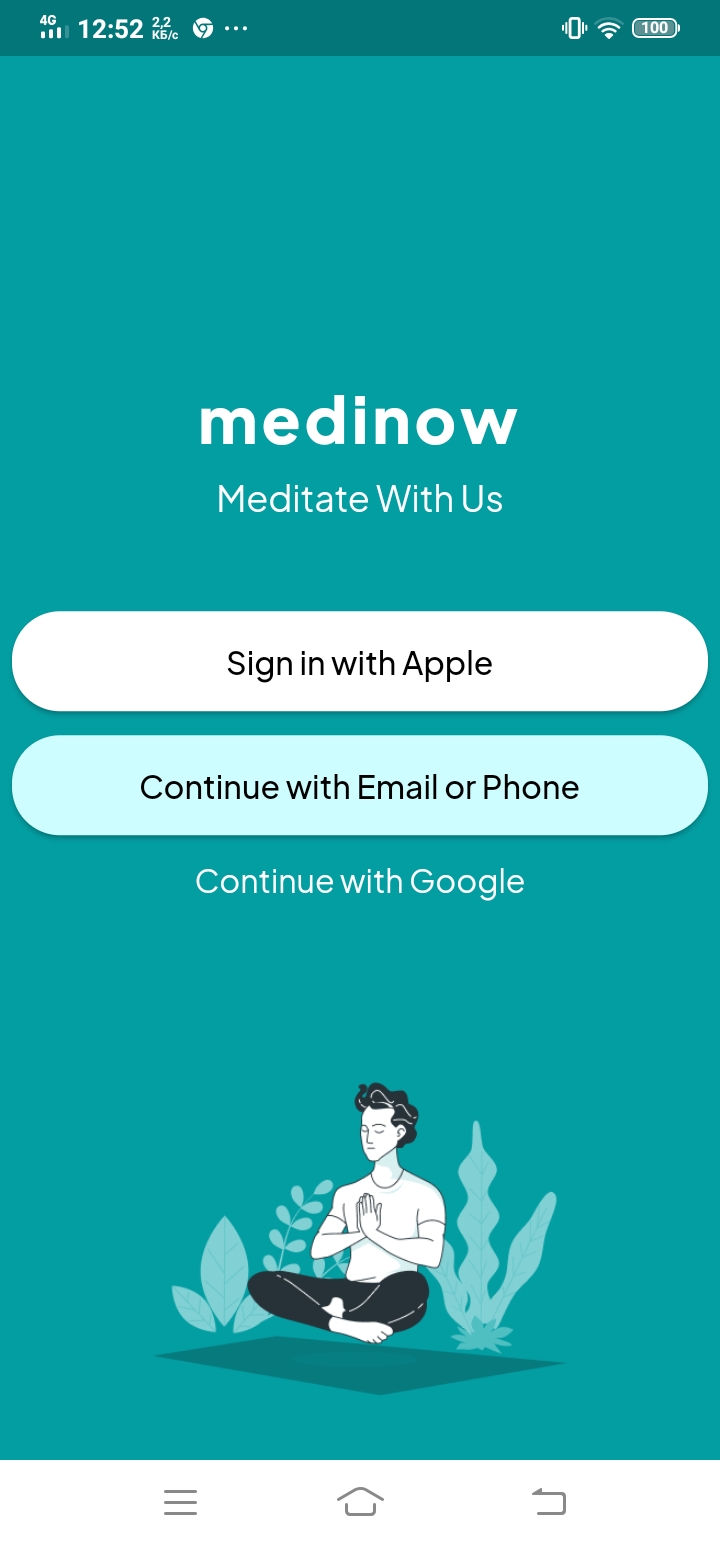 4G 12:52 2,2 КБ/с ... 100
medinow
Meditate With Us
Sign in with Apple
Continue with Email or Phone
Continue with Google